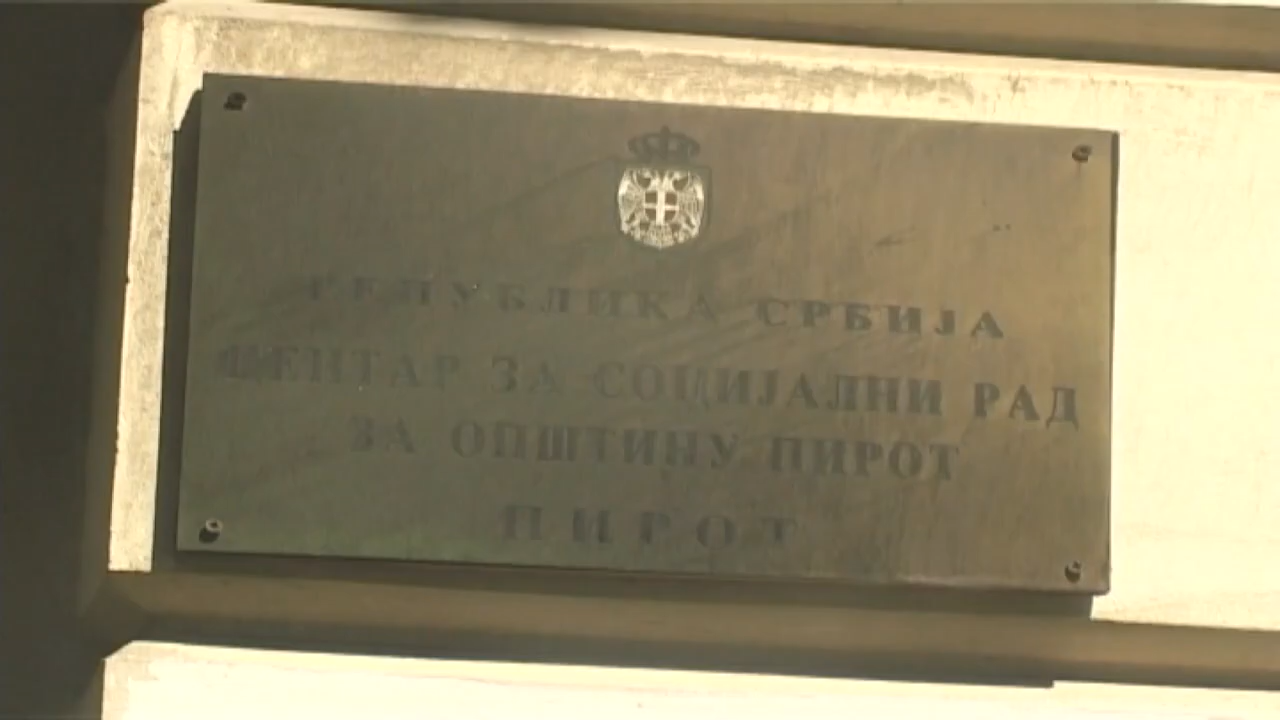 РЕПУБЛИКА СРБИЈА
ЦЕНТАР ЗА СОЦИЈАЛНИ РАД
ЗА ОПШТИНУ ПИРОТ
ПИРОТ